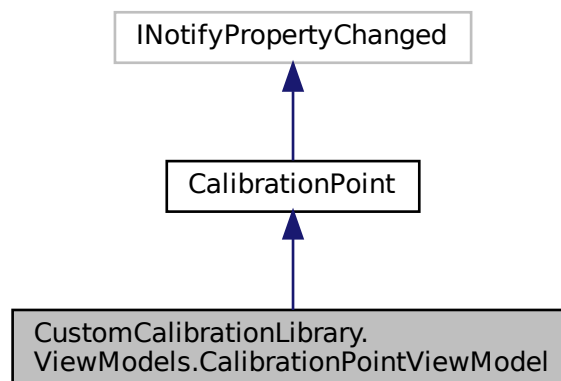 INotifyPropertyChanged
CalibrationPoint
CustomCalibrationLibrary.
ViewModels.CalibrationPointViewModel